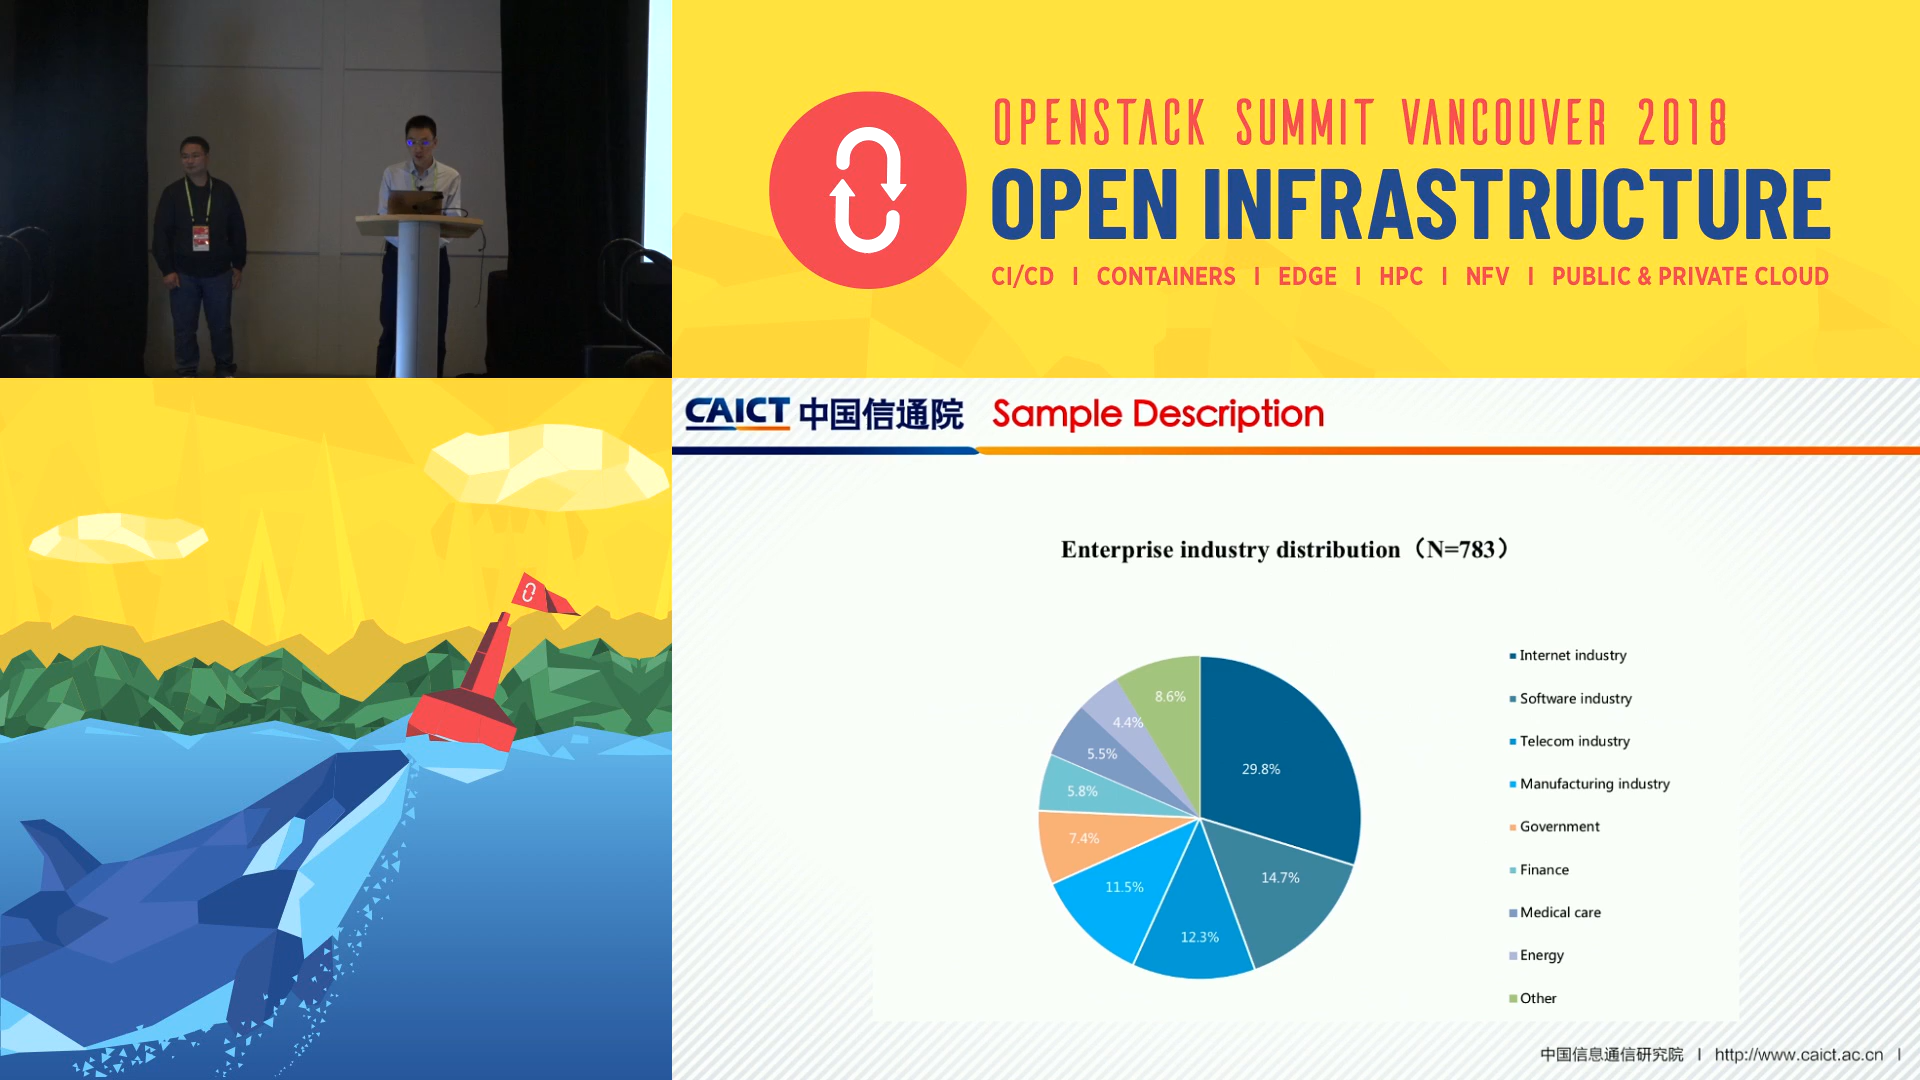 OPENSTACK SUMMIT VANCOUVER 2018
OPEN INFRASTRUCTURE
CI/CD I CONTAINERS I EDGE I HPC I NFV I PUBLIC & PRIVATE CLOUD
CAICT 中国信通院 Sample Description
Enterprise industry distribution（N=783）
29.8%
14.7%
12.3%
11.5%
7.4%
5.8%
5.5%
4.4%
8.6%
Internet industry
Software industry
Telecom industry
Manufacturing industry
Government
Finance
Medical care
Energy
Other
中国信息通信研究院 I http://www.caict.ac.cn I